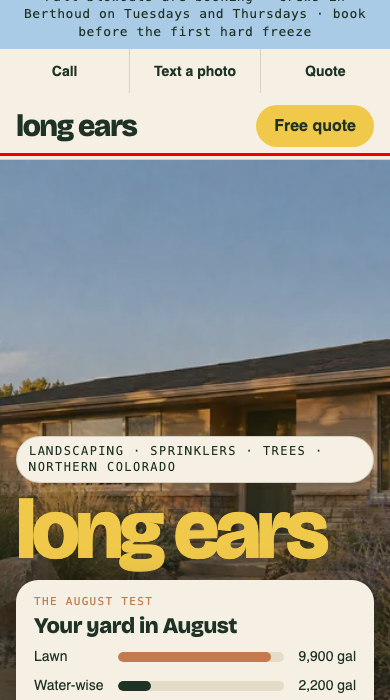 Berthoud on Tuesdays and Thursdays · book
before the first hard freeze
Call
Text a photo
Quote
long ears
Free quote
LANDSCAPING · SPRINKLERS · TREES ·
NORTHERN COLORADO
long ears
THE AUGUST TEST
Your yard in August
Lawn
9,900 gal
Water-wise
2,200 gal